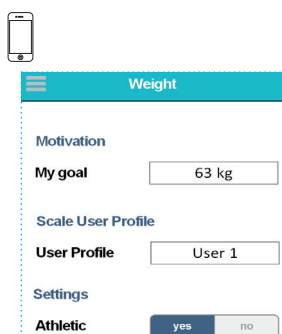 Weight
Motivation
My goal 63 kg
Scale User Profile
User Profile User 1
Settings
Athletic yes no